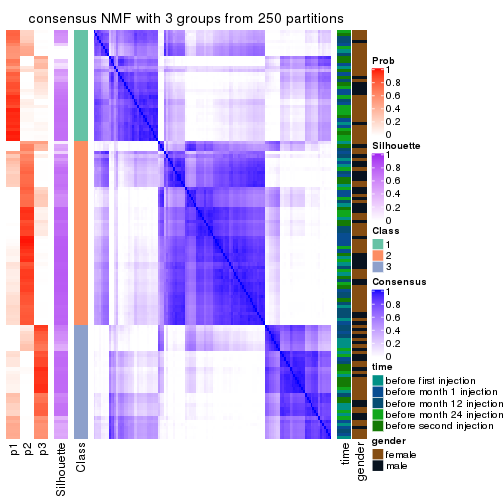 consensus NMF with 3 groups from 250 partitions
p1
p2
p3
Silhouette
Class
time
gender
Prob
1
0.8
0.6
0.4
0.2
0
Silhouette
1
0.8
0.6
0.4
0.2
0
Class
1
2
3
Consensus
1
0.8
0.6
0.4
0.2
0
time
before first injection
before month 1 injection
before month 12 injection
before month 24 injection
before second injection
gender
female
male